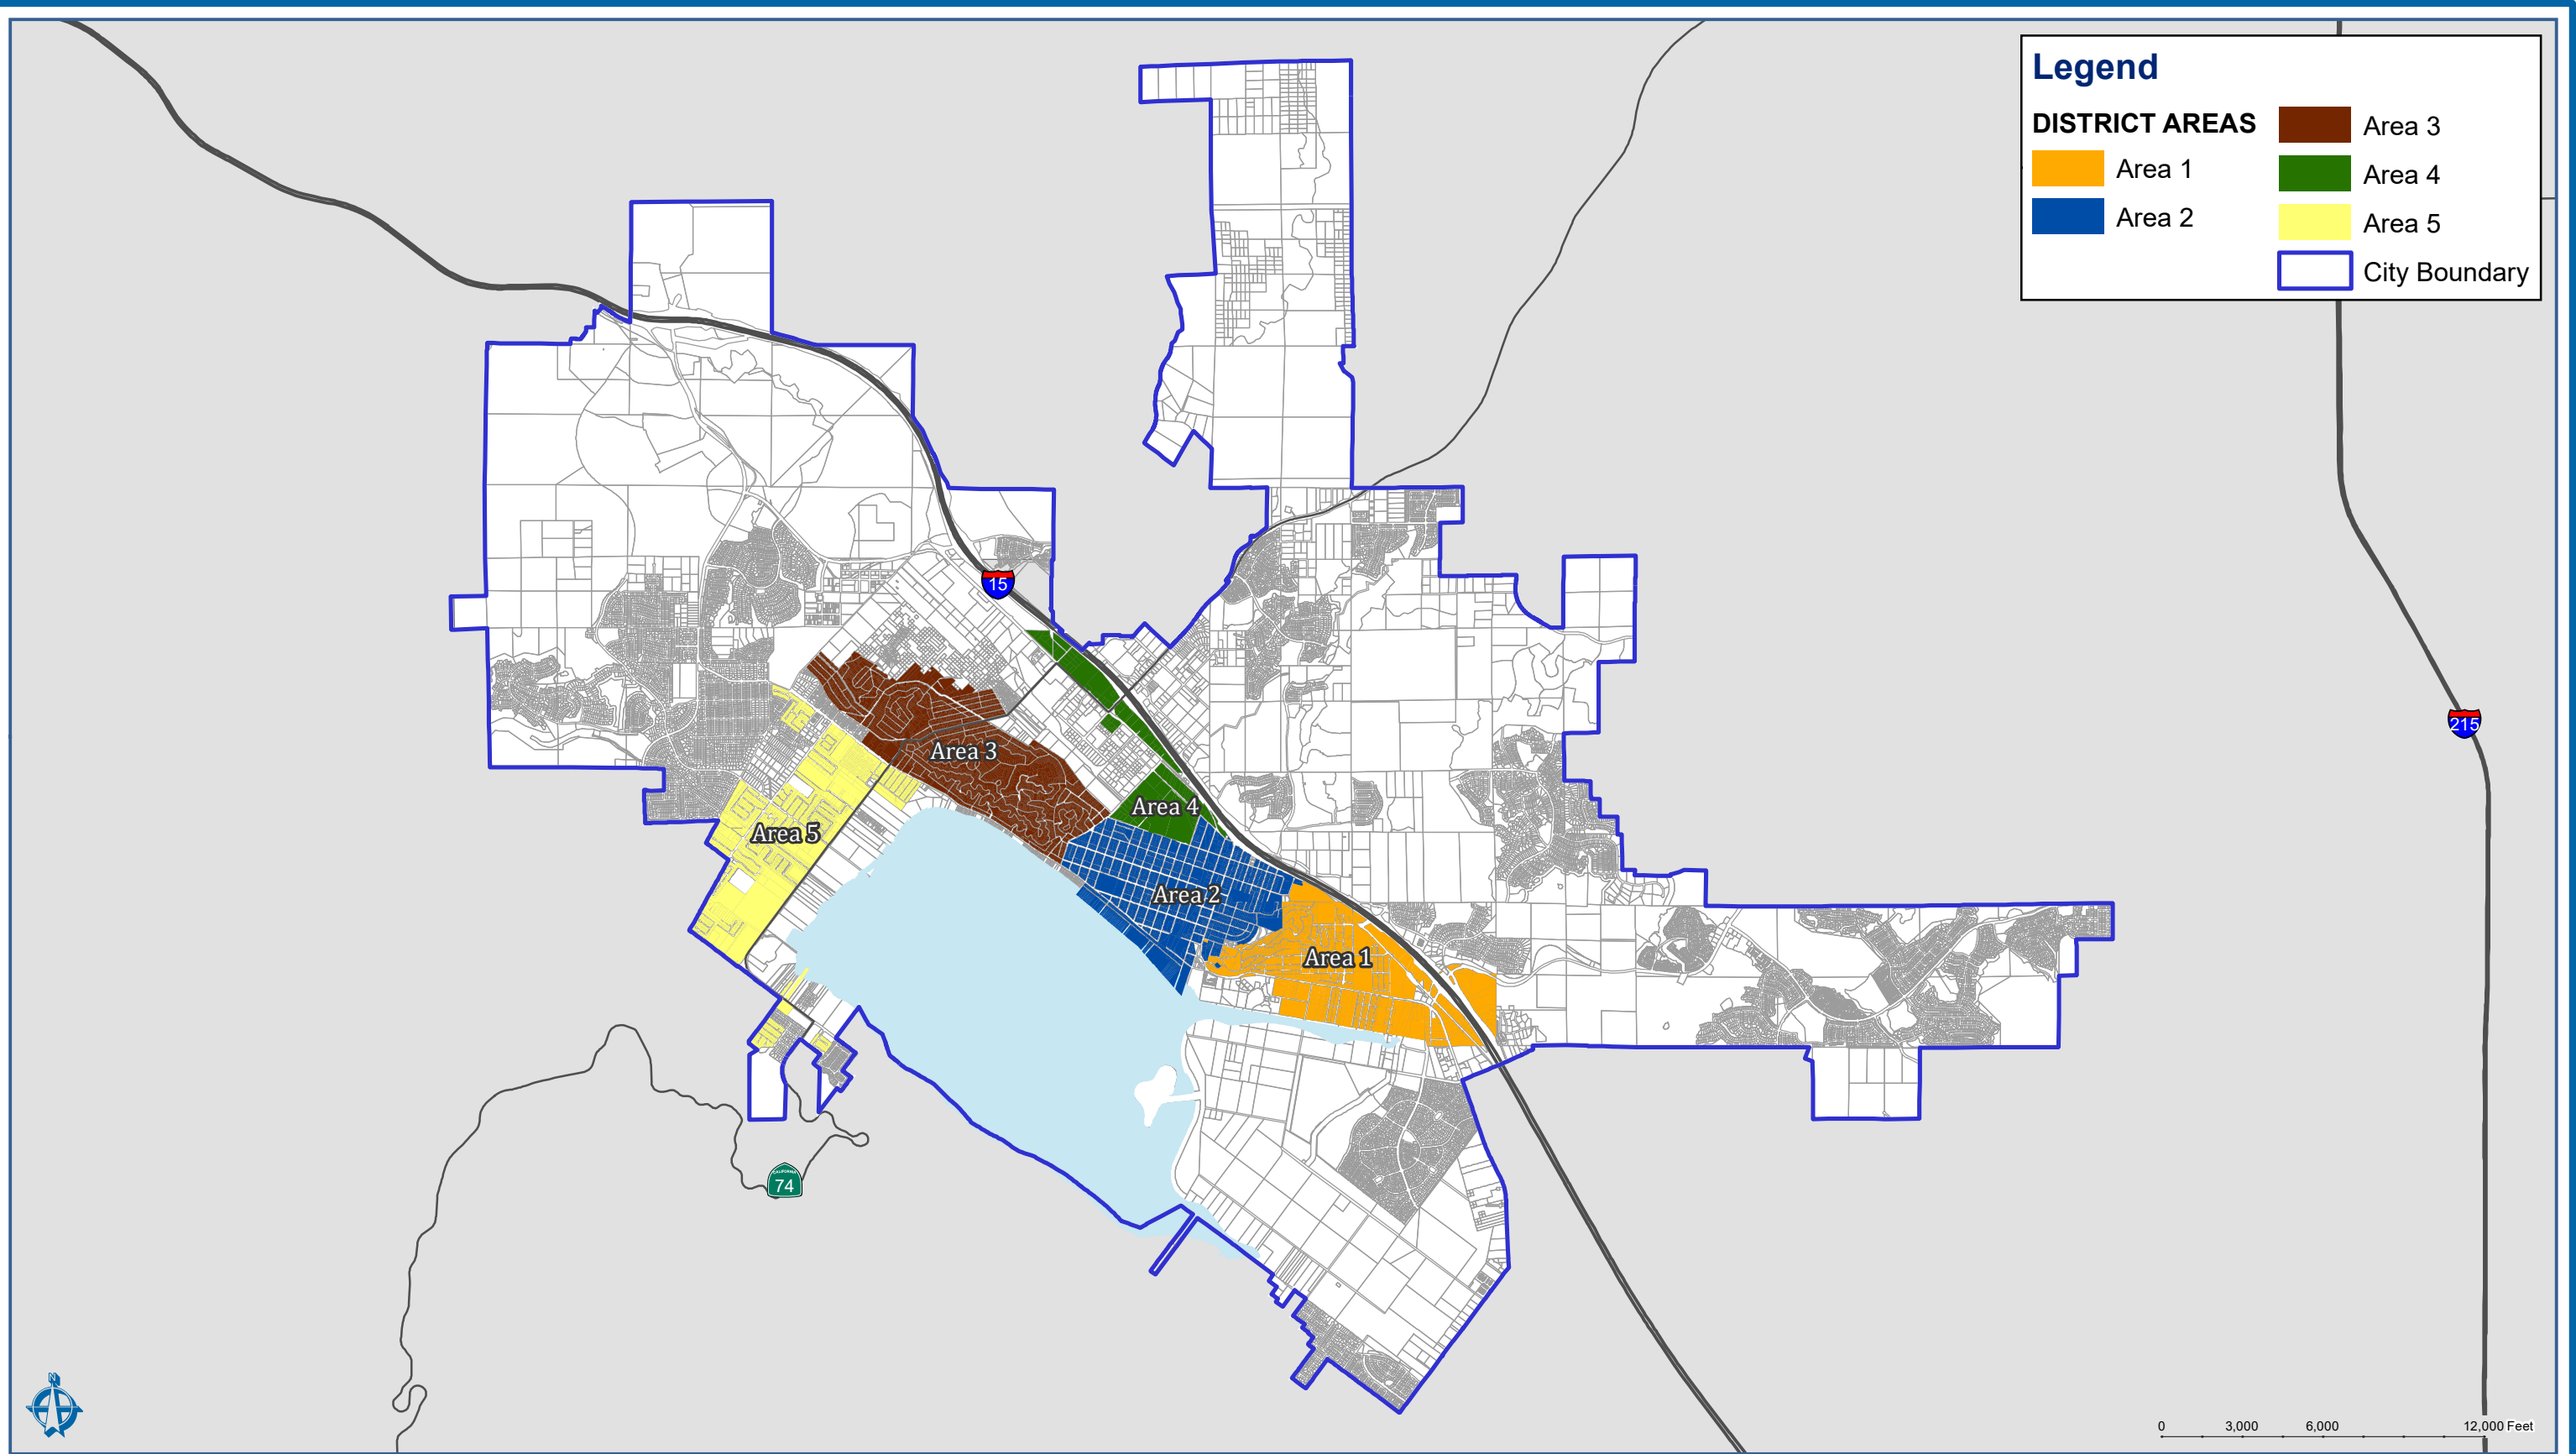 Legend
DISTRICT AREAS
Area 1
Area 2
Area 3
Area 4
Area 5
City Boundary
15
215
Area 3
Area 4
Area 5
Area 2
Area 1
CALIFORNIA
74
N
0 3,000 6,000 12,000 Feet